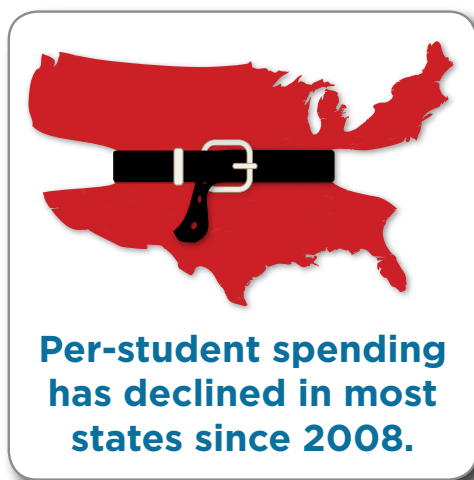 Per-student spending
has declined in most
states since 2008.